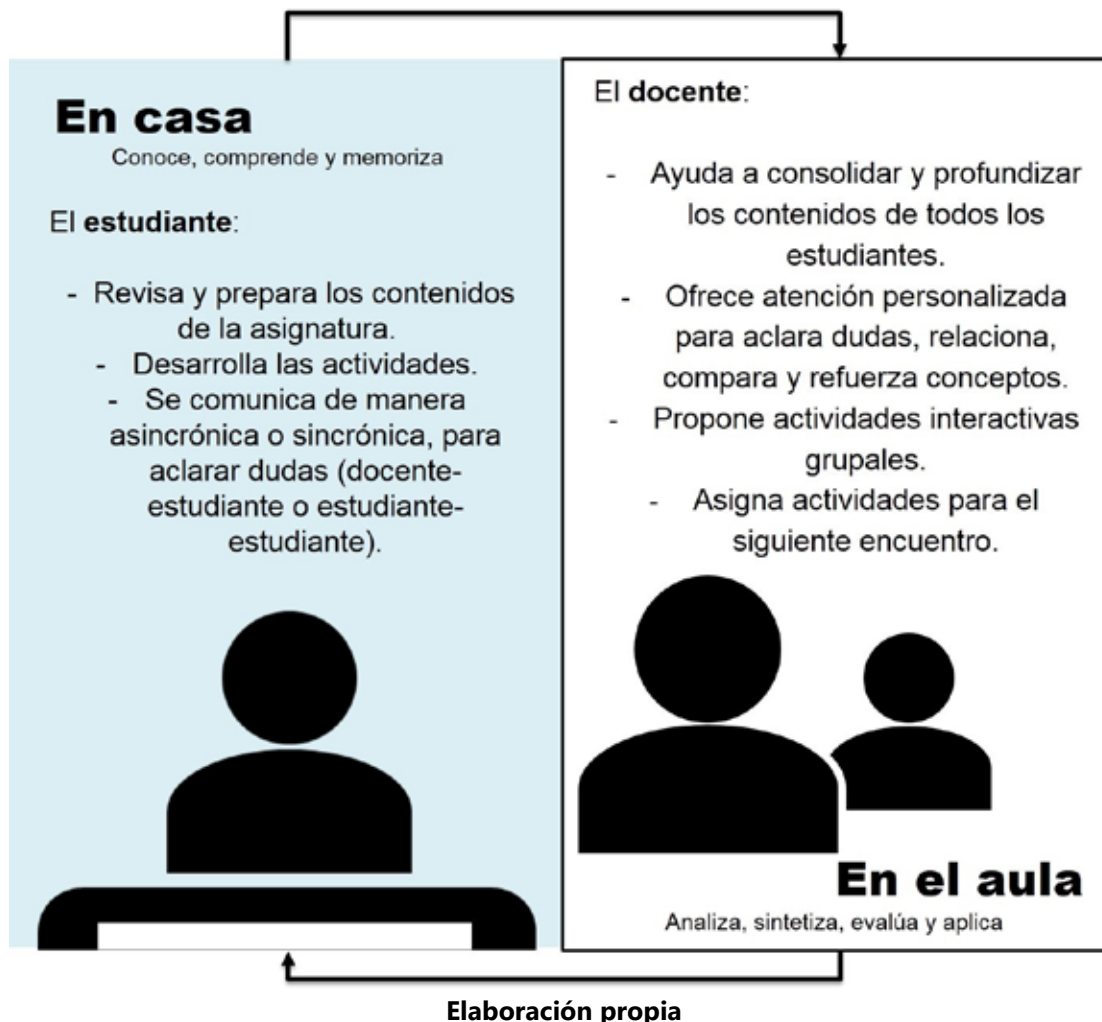 En casa
Conoce, comprende y memoriza
El estudiante:
- Revisa y prepara los contenidos
de la asignatura.
- Desarrolla las actividades.
- Se comunica de manera
asincrónica o sincrónica, para
aclarar dudas (docente-
estudiante o estudiante-
estudiante).
El docente:
- Ayuda a consolidar y profundizar
los contenidos de todos los
estudiantes.
- Ofrece atención personalizada
para aclara dudas, relaciona,
compara y refuerza conceptos.
- Propone actividades interactivas
grupales.
- Asigna actividades para el
siguiente encuentro.
En el aula
Analiza, sintetiza, evalúa y aplica
Elaboración propia